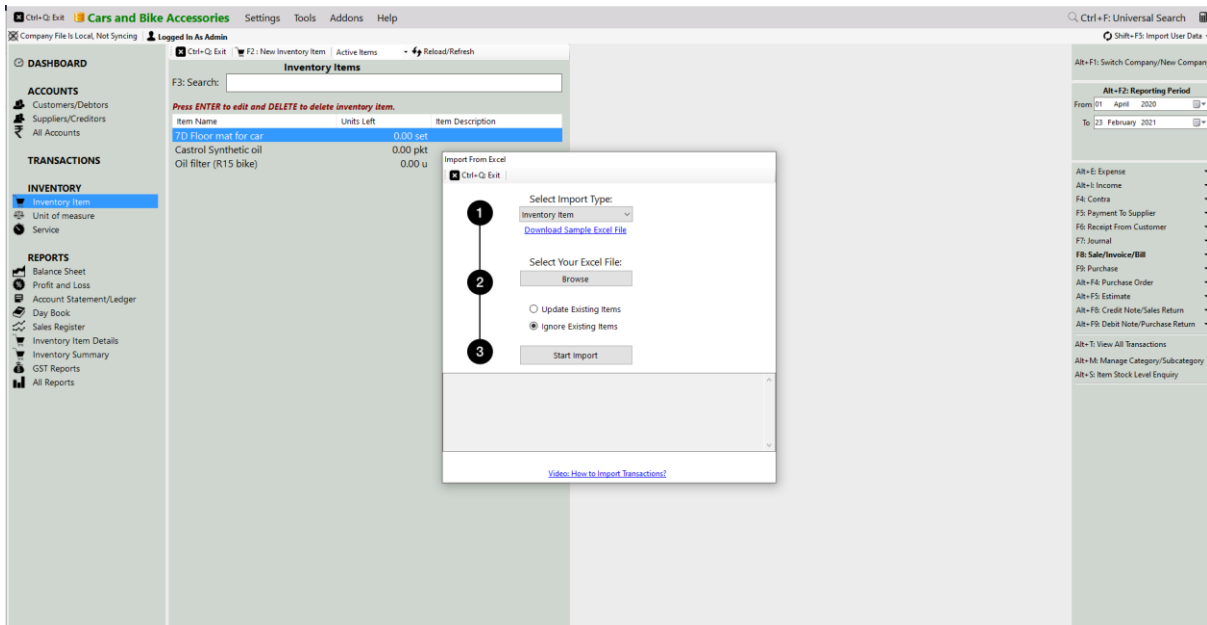 Ctrl+Q: Exit Cars and Bike Accessories Settings Tools Addons Help
Ctrl+F: Universal Search
Company File Is Local, Not Syncing Logged In As Admin
Shift+F5: Import User Data
DASHBOARD
ACCOUNTS
Customers/Debtors
Suppliers/Creditors
All Accounts
TRANSACTIONS
INVENTORY
Inventory Item
Unit of measure
Service
REPORTS
Balance Sheet
Profit and Loss
Account Statement/Ledger
Day Book
Sales Register
Inventory Item Details
Inventory Summary
GST Reports
All Reports
Ctrl+Q: Exit F2 : New Inventory Item Active Items Reload/Refresh
Inventory Items
F3: Search:
Press ENTER to edit and DELETE to delete inventory item.
Item Name Units Left Item Description
7D Floor mat for car 0.00 set
Castrol Synthetic oil 0.00 pkt
Oil filter (R15 bike) 0.00 u
Import From Excel
Ctrl+Q: Exit
Select Import Type:
1 Inventory Item
Download Sample Excel File
Select Your Excel File:
2 Browse
Update Existing Items
Ignore Existing Items
3 Start Import
Video: How to Import Transactions?
Alt+F1: Switch Company/New Company
Alt+F2: Reporting Period
From 01 April 2020
To 23 February 2021
Alt+E: Expense
Alt+I: Income
F4: Contra
F5: Payment To Supplier
F6: Receipt From Customer
F7: Journal
F8: Sale/Invoice/Bill
F9: Purchase
Alt+F4: Purchase Order
Alt+F5: Estimate
Alt+F8: Credit Note/Sales Return
Alt+F9: Debit Note/Purchase Return
Alt+T: View All Transactions
Alt+M: Manage Category/Subcategory
Alt+S: Item Stock Level Enquiry